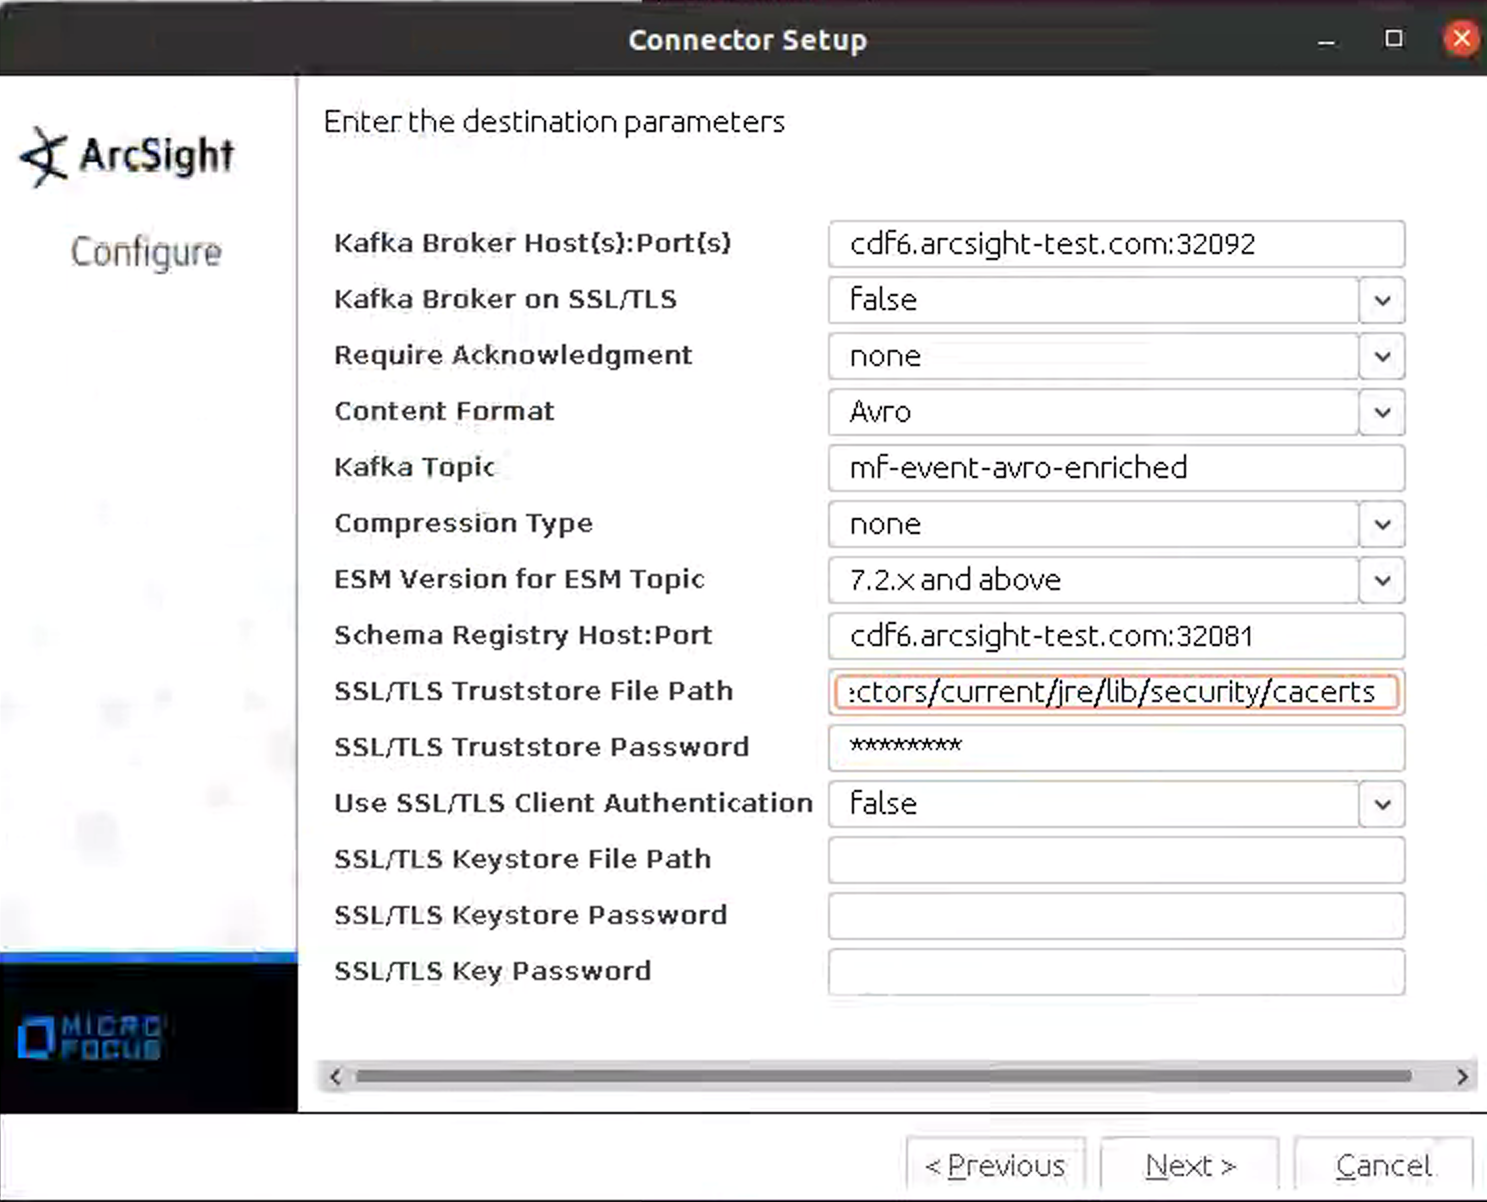 Connector Setup
ArcSight
Configure
Enter the destination parameters
Kafka Broker Host(s):Port(s) cdf6.arcsight-test.com:32092
Kafka Broker on SSL/TLS false
Require Acknowledgment none
Content Format Avro
Kafka Topic mf-event-avro-enriched
Compression Type none
ESM Version for ESM Topic 7.2.x and above
Schema Registry Host:Port cdf6.arcsight-test.com:32081
SSL/TLS Truststore File Path ctors/current/jre/lib/security/cacerts
SSL/TLS Truststore Password ********
Use SSL/TLS Client Authentication false
SSL/TLS Keystore File Path
SSL/TLS Keystore Password
SSL/TLS Key Password
MICRO
FOCUS
< Previous Next > Cancel